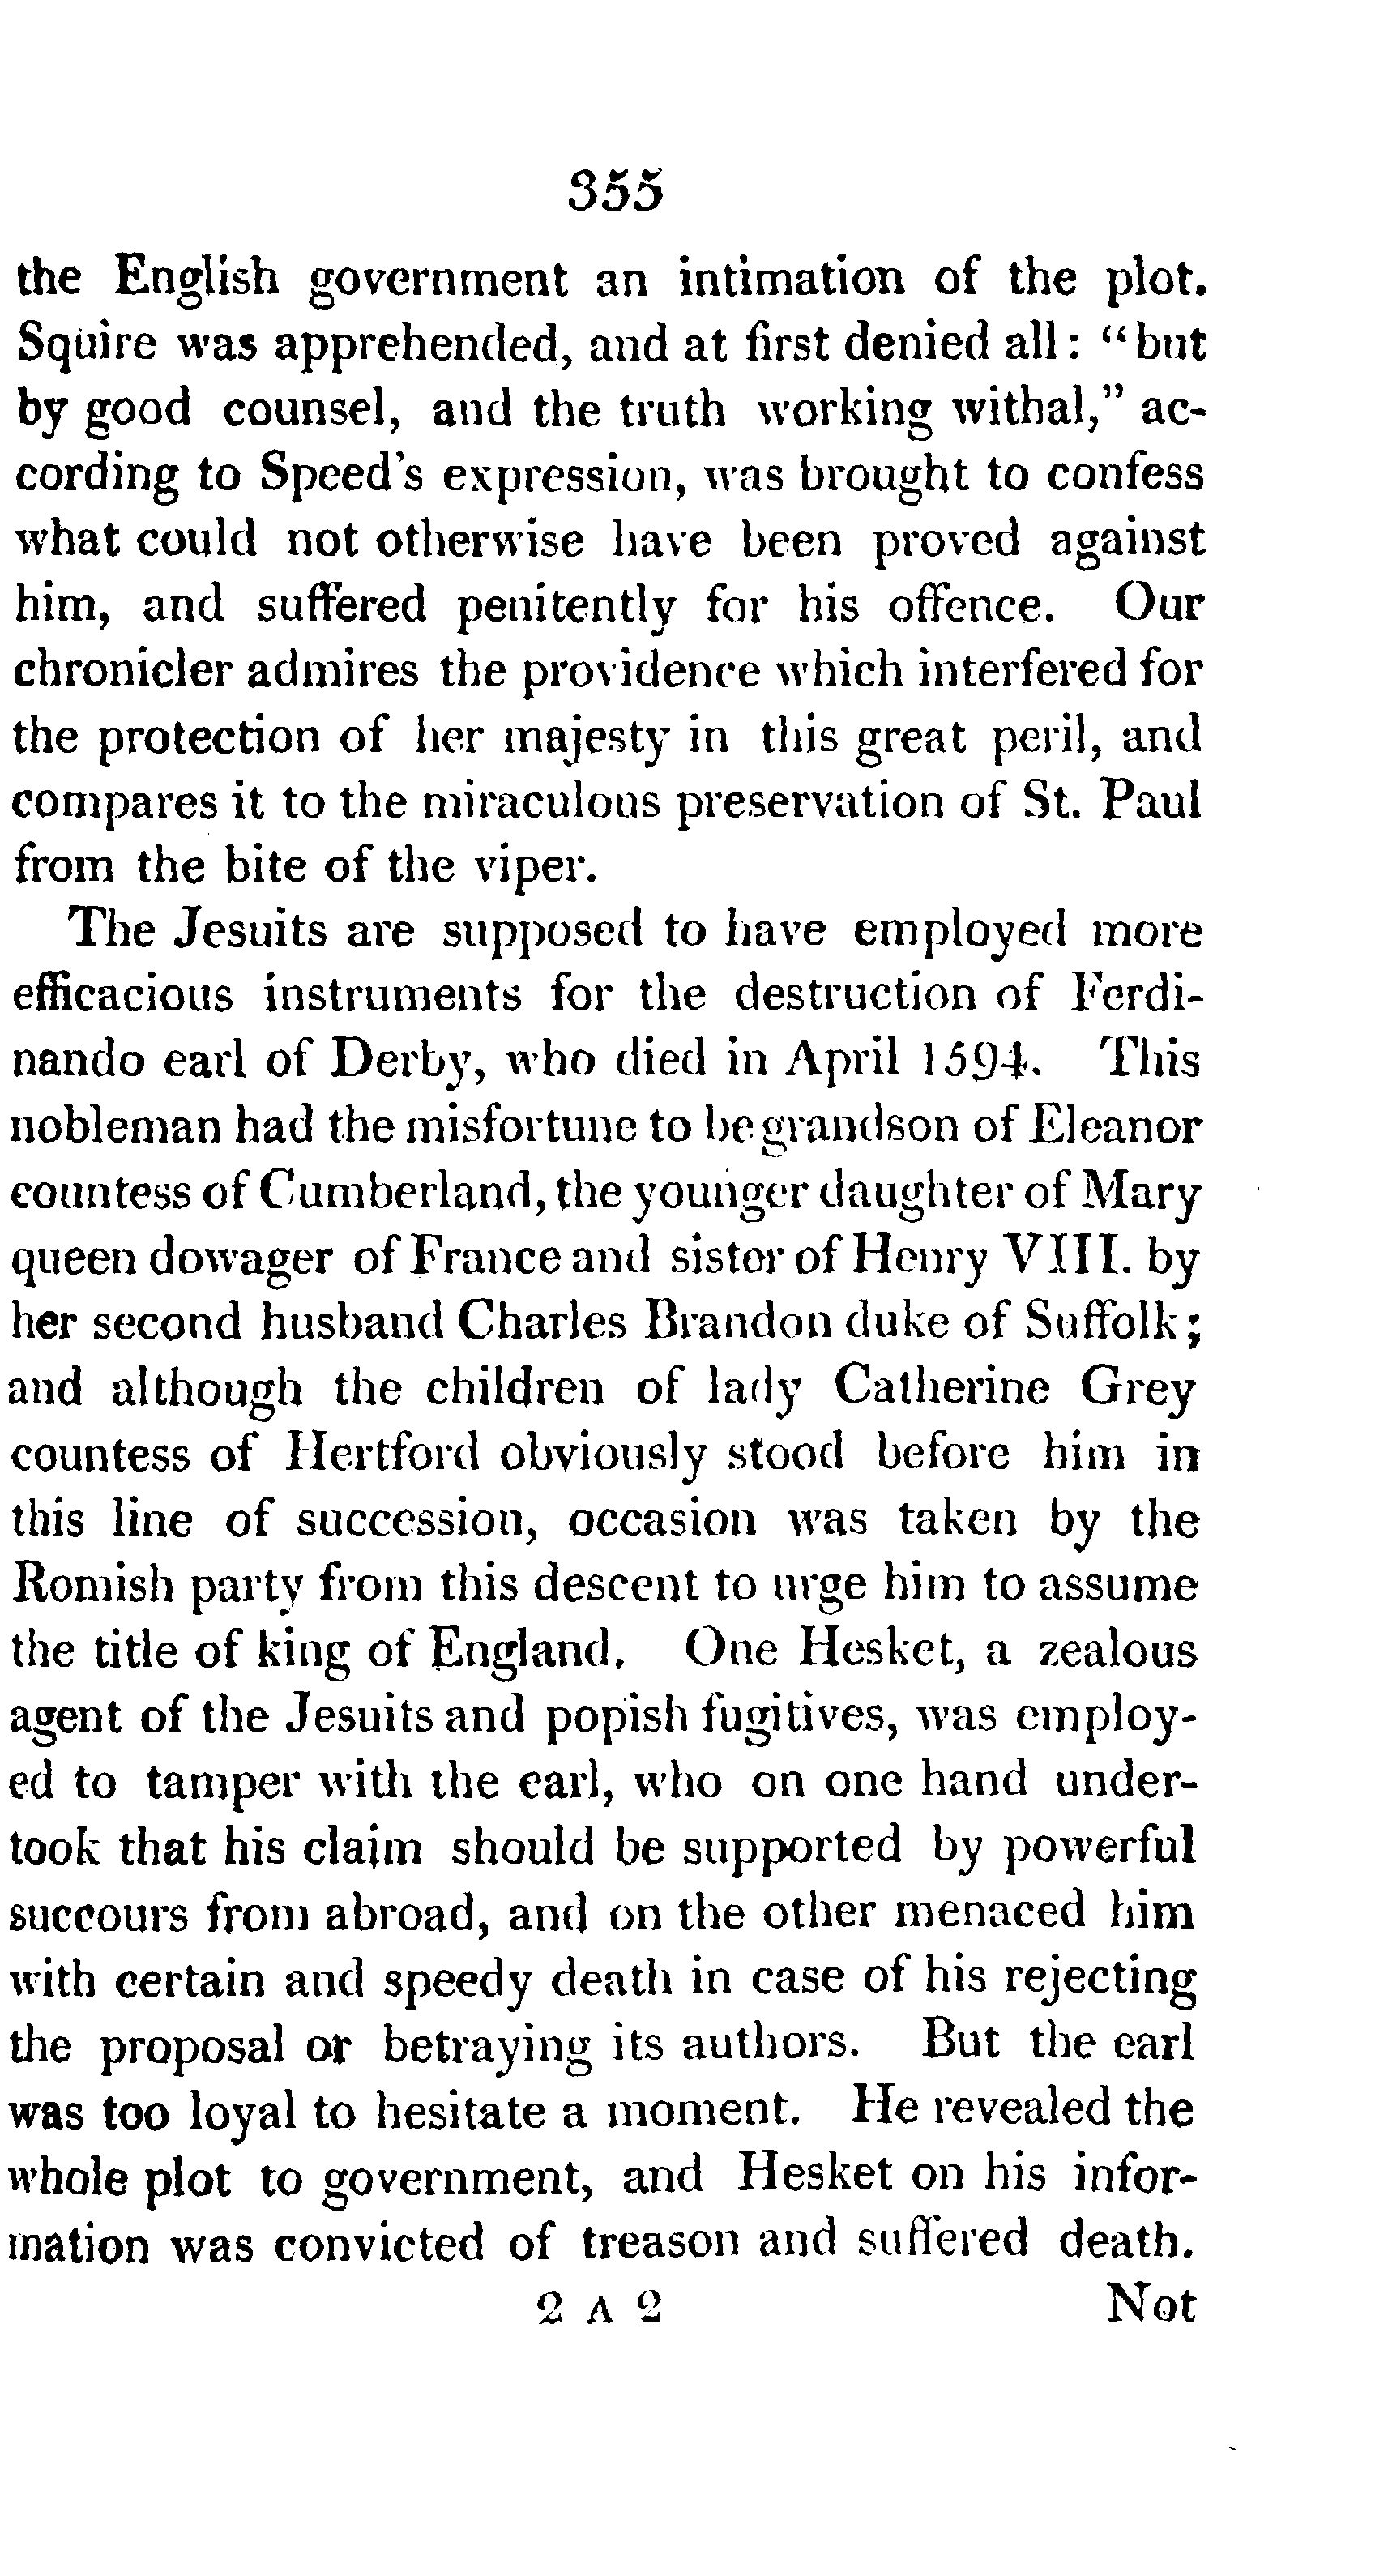 355
the English government an intimation of the plot.
Squire was apprehended, and at first denied all: “but
by good counsel, and the truth working withal,” ac-
cording to Speed's expression, was brought to confess
what could not otherwise have been proved against
him, and suffered penitently for his offence. Our
chronicler admires the providence which interfered for
the protection of her majesty in this great peril, and
compares it to the miraculous preservation of St. Paul
from the bite of the viper.
The Jesuits are supposed to have employed more
efficacious instruments for the destruction of Ferdi-
nando earl of Derby, who died in April 1594. This
nobleman had the misfortune to be grandson of Eleanor
countess of Cumberland, the younger daughter of Mary
queen dowager of France and sister of Henry VIII. by
her second husband Charles Brandon duke of Suffolk;
and although the children of lady Catherine Grey
countess of Hertford obviously stood before him in
this line of succession, occasion was taken by the
Romish party from this descent to urge him to assume
the title of king of England. One Hesket, a zealous
agent of the Jesuits and popish fugitives, was employ-
ed to tamper with the earl, who on one hand under-
took that his claim should be supported by powerful
succours from abroad, and on the other menaced him
with certain and speedy death in case of his rejecting
the proposal or betraying its authors. But the earl
was too loyal to hesitate a moment. He revealed the
whole plot to government, and Hesket on his infor-
mation was convicted of treason and suffered death.
2 A 2 Not